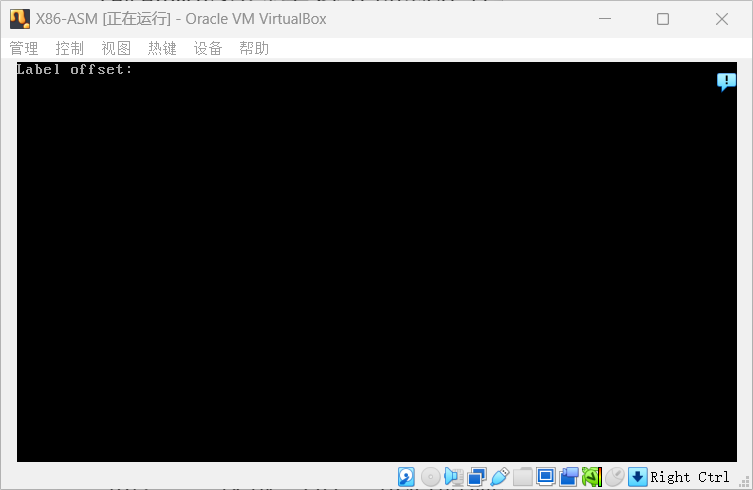 X86-ASM [正在运行] - Oracle VM VirtualBox
管理 控制 视图 热键 设备 帮助
Label offset:
Right Ctrl